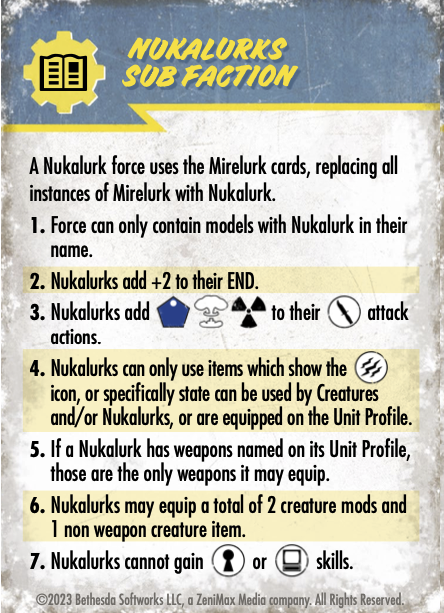 NUKALURKS
SUB FACTION
A Nukalurk force uses the Mirelurk cards, replacing all
instances of Mirelurk with Nukalurk.
1. Force can only contain models with Nukalurk in their
name.
2. Nukalurks add +2 to their END.
3. Nukalurks add to their attack
actions.
4. Nukalurks can only use items which show the
icon, or specifically state can be used by Creatures
and/or Nukalurks, or are equipped on the Unit Profile.
5. If a Nukalurk has weapons named on its Unit Profile,
those are the only weapons it may equip.
6. Nukalurks may equip a total of 2 creature mods and
1 non weapon creature item.
7. Nukalurks cannot gain or skills.
©2023 Bethesda Softworks LLC, a ZeniMax Media company. All Rights Reserved.